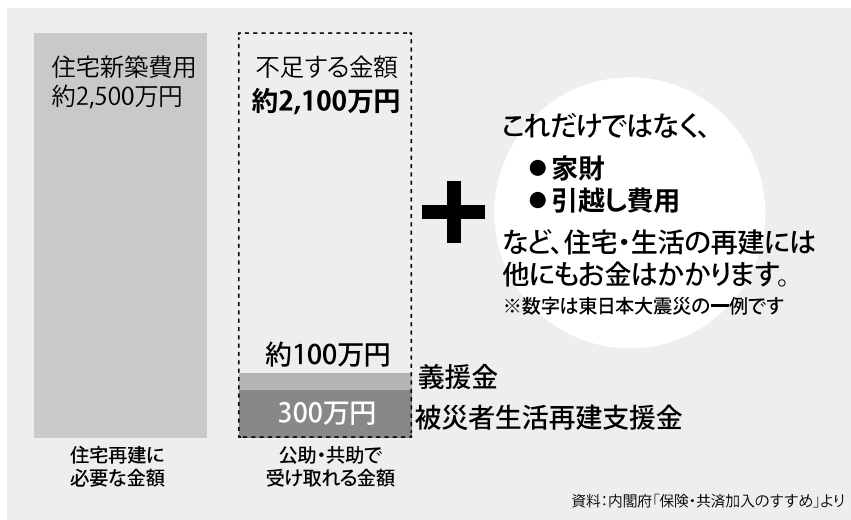 住宅新築費用
約2,500万円
不足する金額
約2,100万円
約100万円
300万円
義援金
被災者生活再建支援金
住宅再建に
必要な金額
公助・共助で
受け取れる金額
これだけではなく、
●家財
●引越し費用
など、住宅・生活の再建には
他にもお金はかかります。
※数字は東日本大震災の一例です
資料：内閣府「保険・共済加入のすすめ」より